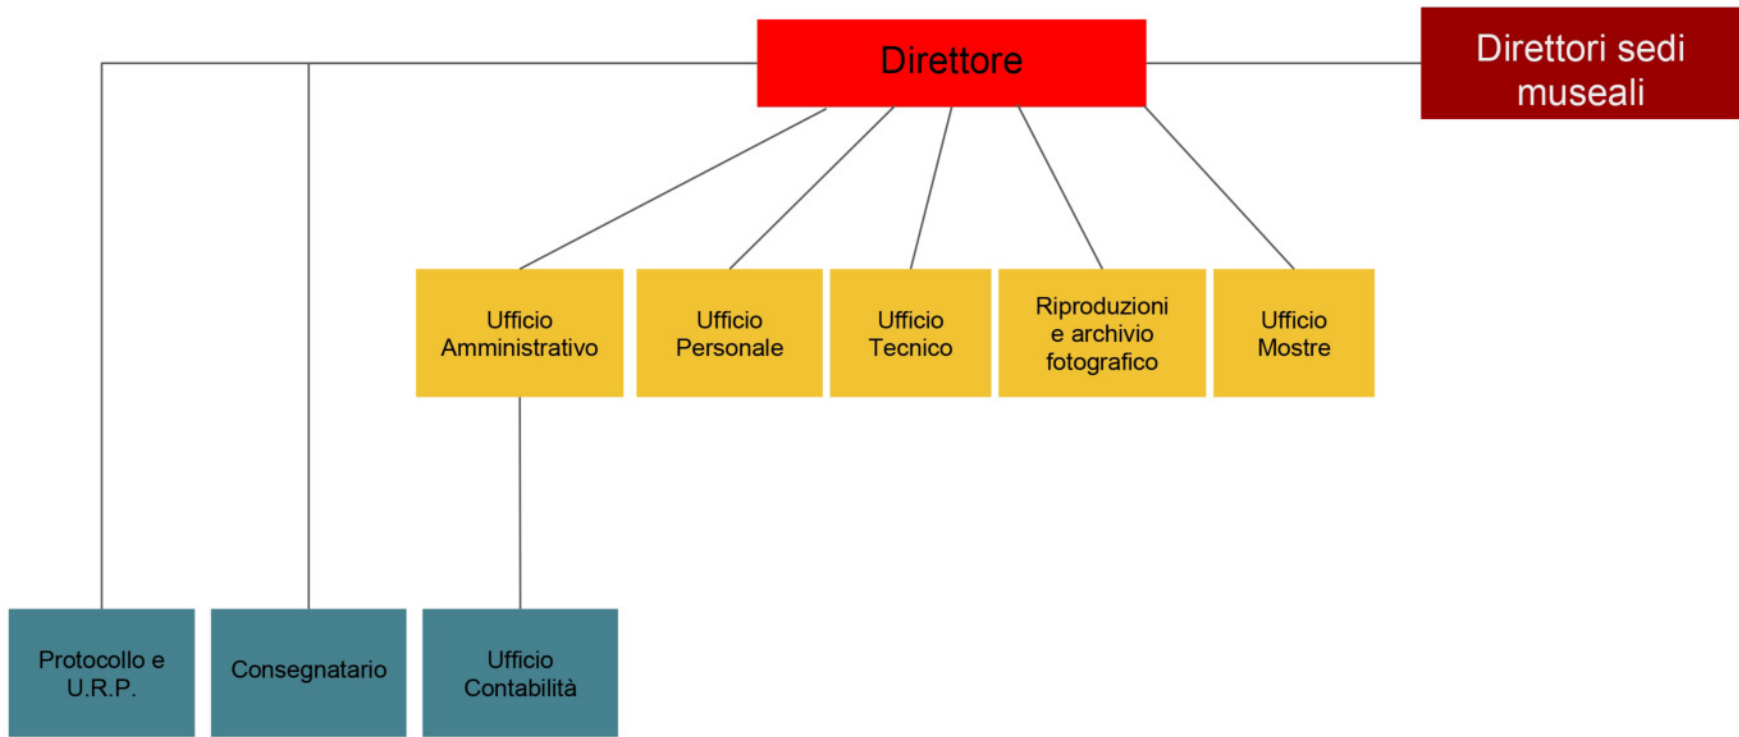 Direttore
Direttori sedi
museali
Ufficio
Amministrativo
Ufficio
Personale
Ufficio
Tecnico
Riproduzioni
e archivio
fotografico
Ufficio
Mostre
Protocollo e
U.R.P.
Consegnatario
Ufficio
Contabilità